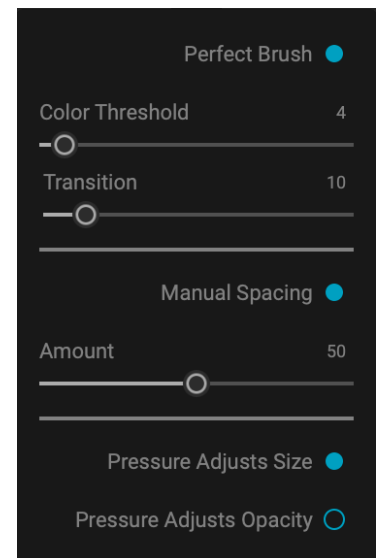 Perfect Brush
Color Threshold 4
Transition 10
Manual Spacing
Amount 50
Pressure Adjusts Size
Pressure Adjusts Opacity